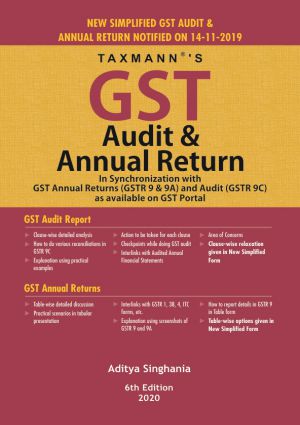 NEW SIMPLIFIED GST AUDIT &
ANNUAL RETURN NOTIFIED ON 14-11-2019
TAXMANN®'S
GST
Audit &
Annual Return
In Synchronization with
GST Annual Returns (GSTR 9 & 9A) and Audit (GSTR 9C)
as available on GST Portal
GST Audit Report
Clause-wise detailed analysis
How to do various reconciliations in
GSTR 9C
Explanation using practical
examples
Action to be taken for each clause
Checkpoints while doing GST audit
Interlinks with Audited Annual
Financial Statements
Area of Concerns
Clause-wise relaxation
given in New Simplified
Form
GST Annual Returns
Table-wise detailed discussion
Practical scenarios in tabular
presentation
Interlinks with GSTR 1, 3B, 4, ITC
forms, etc.
Explanation using screenshots of
GSTR 9 and 9A
How to report details in GSTR 9
in Table form
Table-wise options given in
New Simplified Form
Aditya Singhania
6th Edition
2020